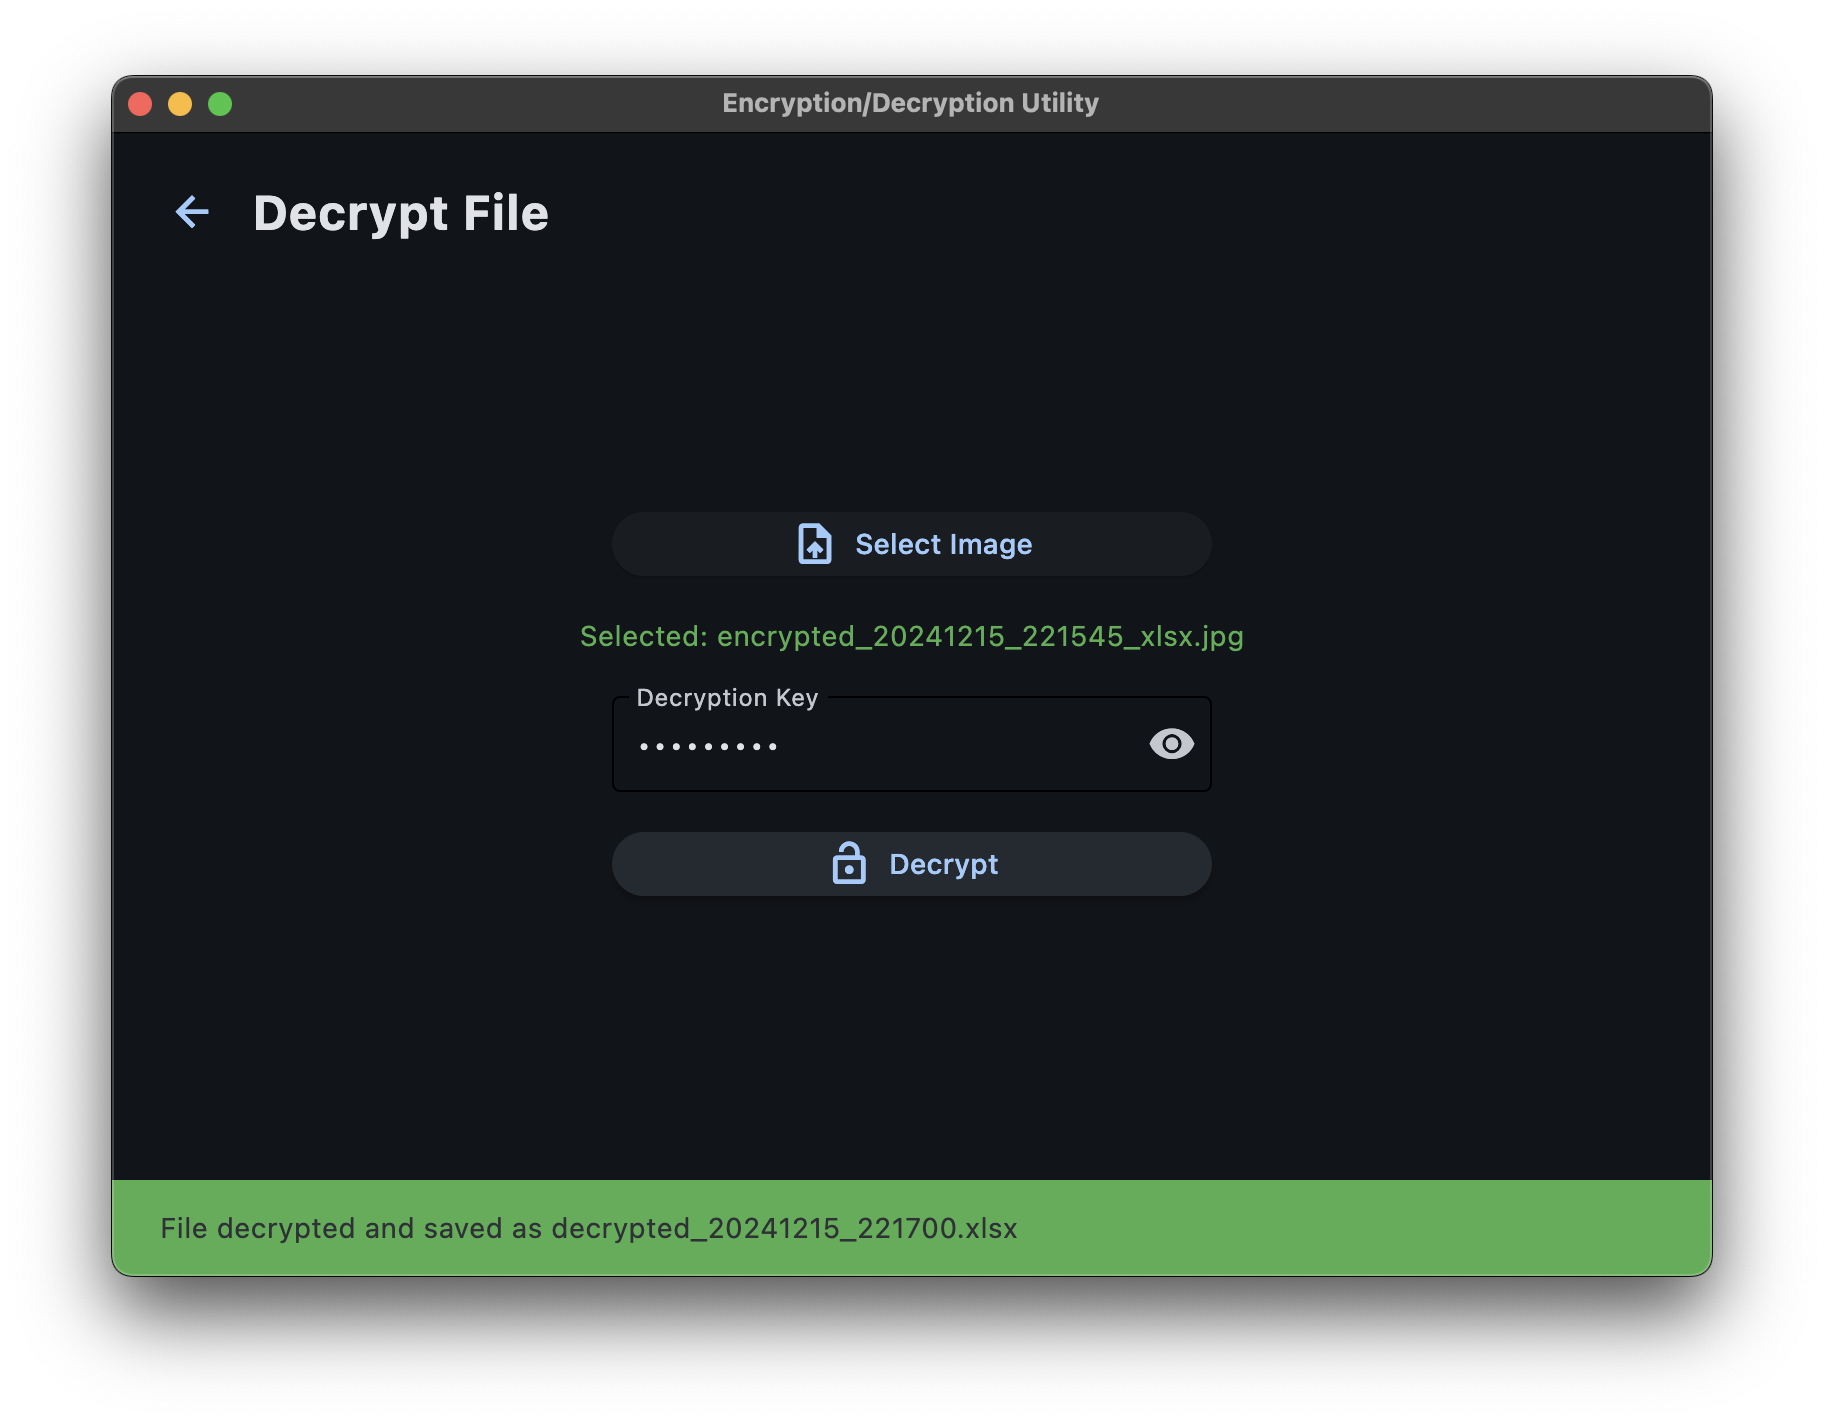 Encryption/Decryption Utility
Decrypt File
Select Image
Selected: encrypted_20241215_221545_xlsx.jpg
Decryption Key
•••••••••
Decrypt
File decrypted and saved as decrypted_20241215_221700.xlsx